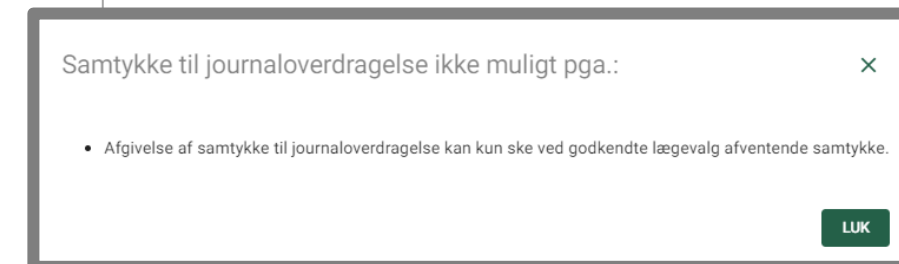 Samtykke til journaloverdragelse ikke muligt pga.:
Afgivelse af samtykke til journaloverdragelse kan kun ske ved godkendte lægevalg afventende samtykke.
LUK